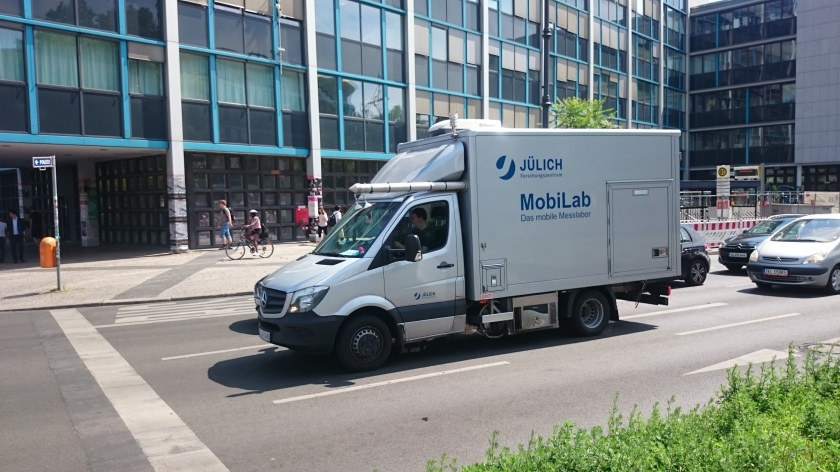 JÜLICH
Forschungszentrum
MobiLab
Das mobile Messlabor
JÜLICH